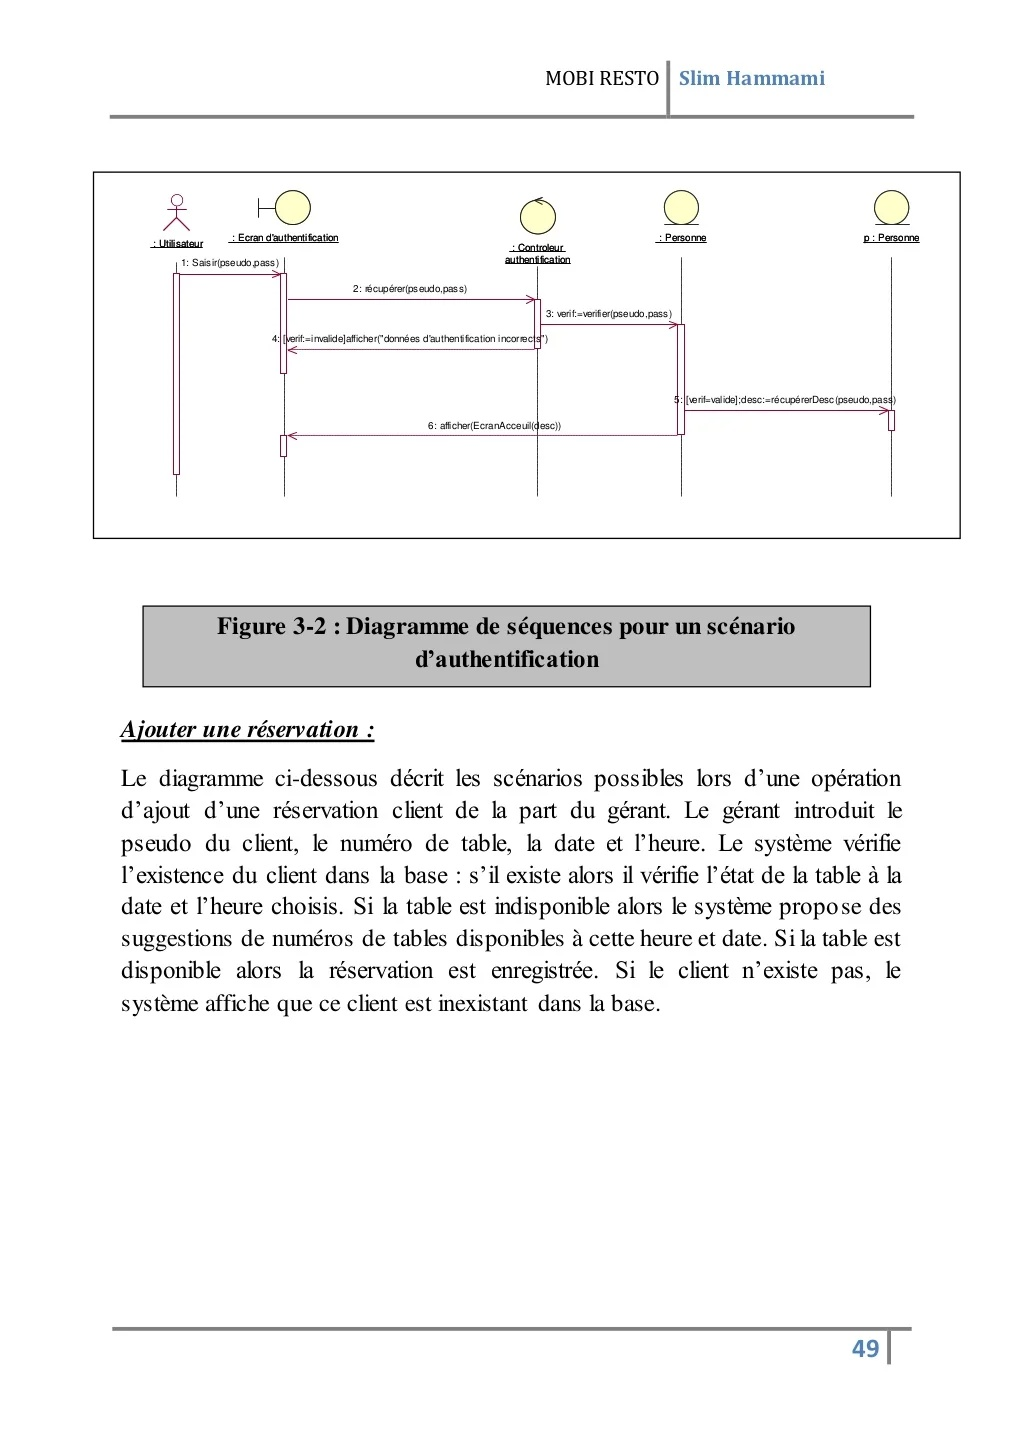 MOBI RESTO Slim Hammami
: Utilisateur
: Ecran d'authentification
: Controleur
authentification
: Personne
p : Personne
1: Saisir(pseudo,pass)
2: récupérer(pseudo,pass)
3: verif:=verifier(pseudo,pass)
4: [verif:=invalide]afficher("données d'authentification incorrects")
5: [verif=valide];desc:=récupérerDesc(pseudo,pass)
6: afficher(EcranAcceuil(desc))
Figure 3-2 : Diagramme de séquences pour un scénario
d’authentification
Ajouter une réservation :
Le diagramme ci-dessous décrit les scénarios possibles lors d’une opération
d’ajout d’une réservation client de la part du gérant. Le gérant introduit le
pseudo du client, le numéro de table, la date et l’heure. Le système vérifie
l’existence du client dans la base : s’il existe alors il vérifie l’état de la table à la
date et l’heure choisis. Si la table est indisponible alors le système propose des
suggestions de numéros de tables disponibles à cette heure et date. Si la table est
disponible alors la réservation est enregistrée. Si le client n’existe pas, le
système affiche que ce client est inexistant dans la base.
49